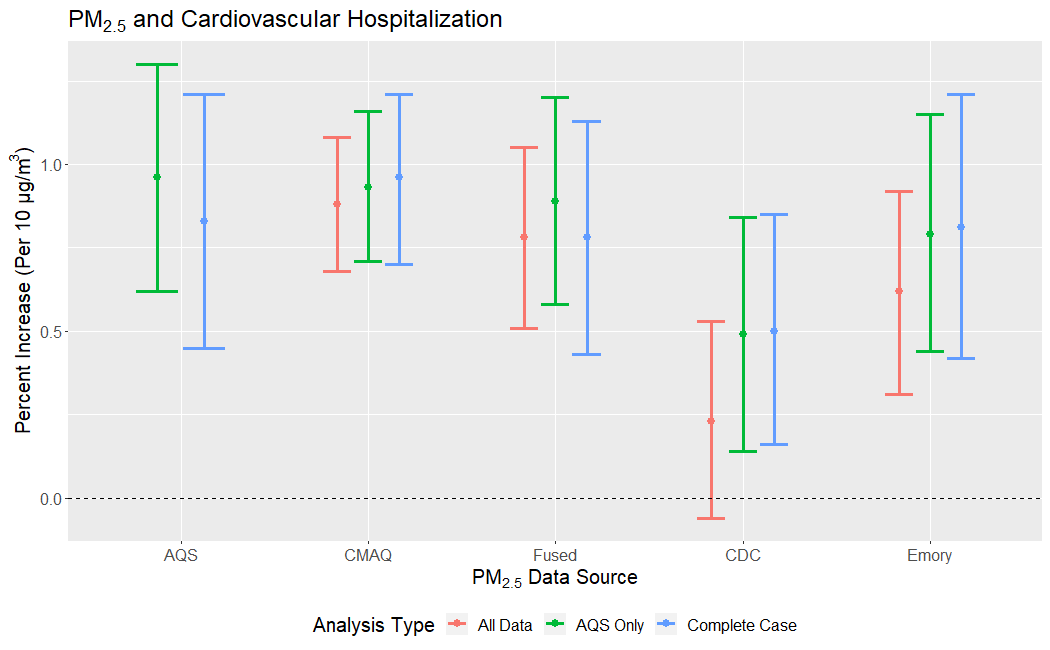 PM2.5 and Cardiovascular Hospitalization
Percent Increase (Per 10 µg/m³)
1.0
0.5
0.0
AQS CMAQ Fused CDC Emory
PM2.5 Data Source
Analysis Type All Data AQS Only Complete Case